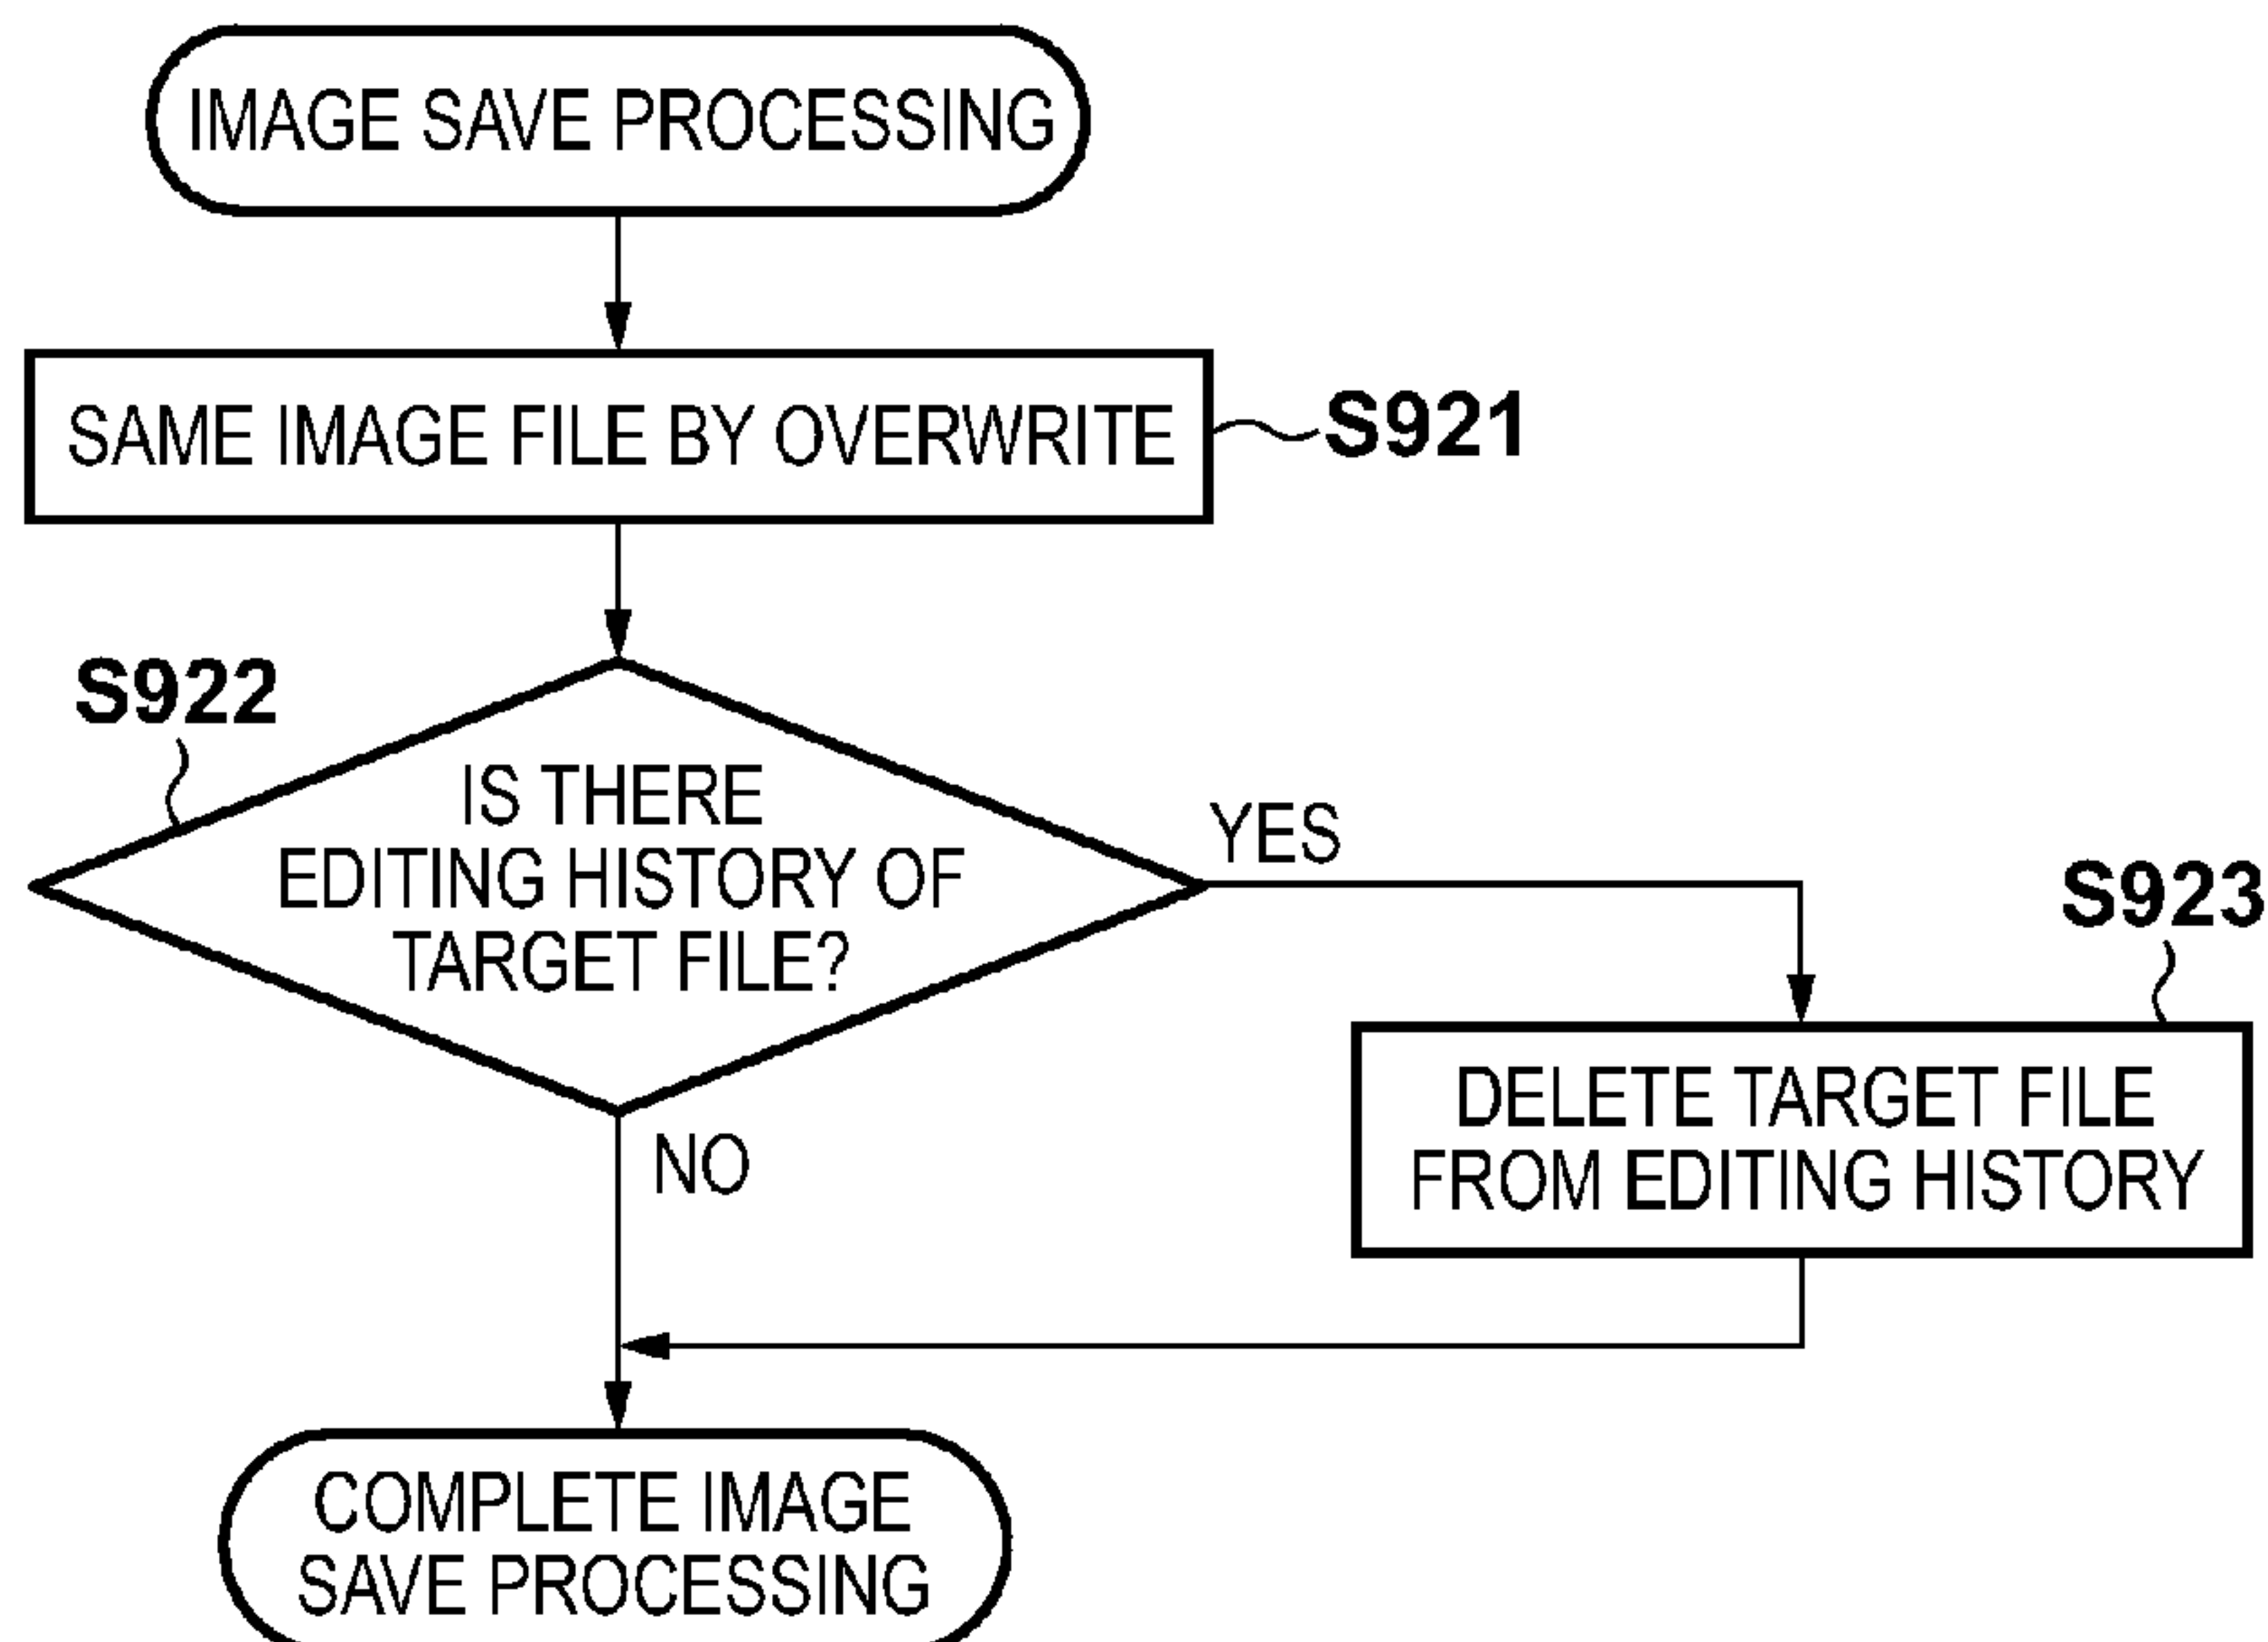 IMAGE SAVE PROCESSING
SAME IMAGE FILE BY OVERWRITE
S921
S922
IS THERE
EDITING HISTORY OF
TARGET FILE?
YES
S923
DELETE TARGET FILE
FROM EDITING HISTORY
NO
COMPLETE IMAGE
SAVE PROCESSING